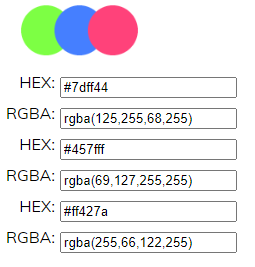 HEX: #7dff44
RGBA: rgba(125,255,68,255)
HEX: #457fff
RGBA: rgba(69,127,255,255)
HEX: #ff427a
RGBA: rgba(255,66,122,255)